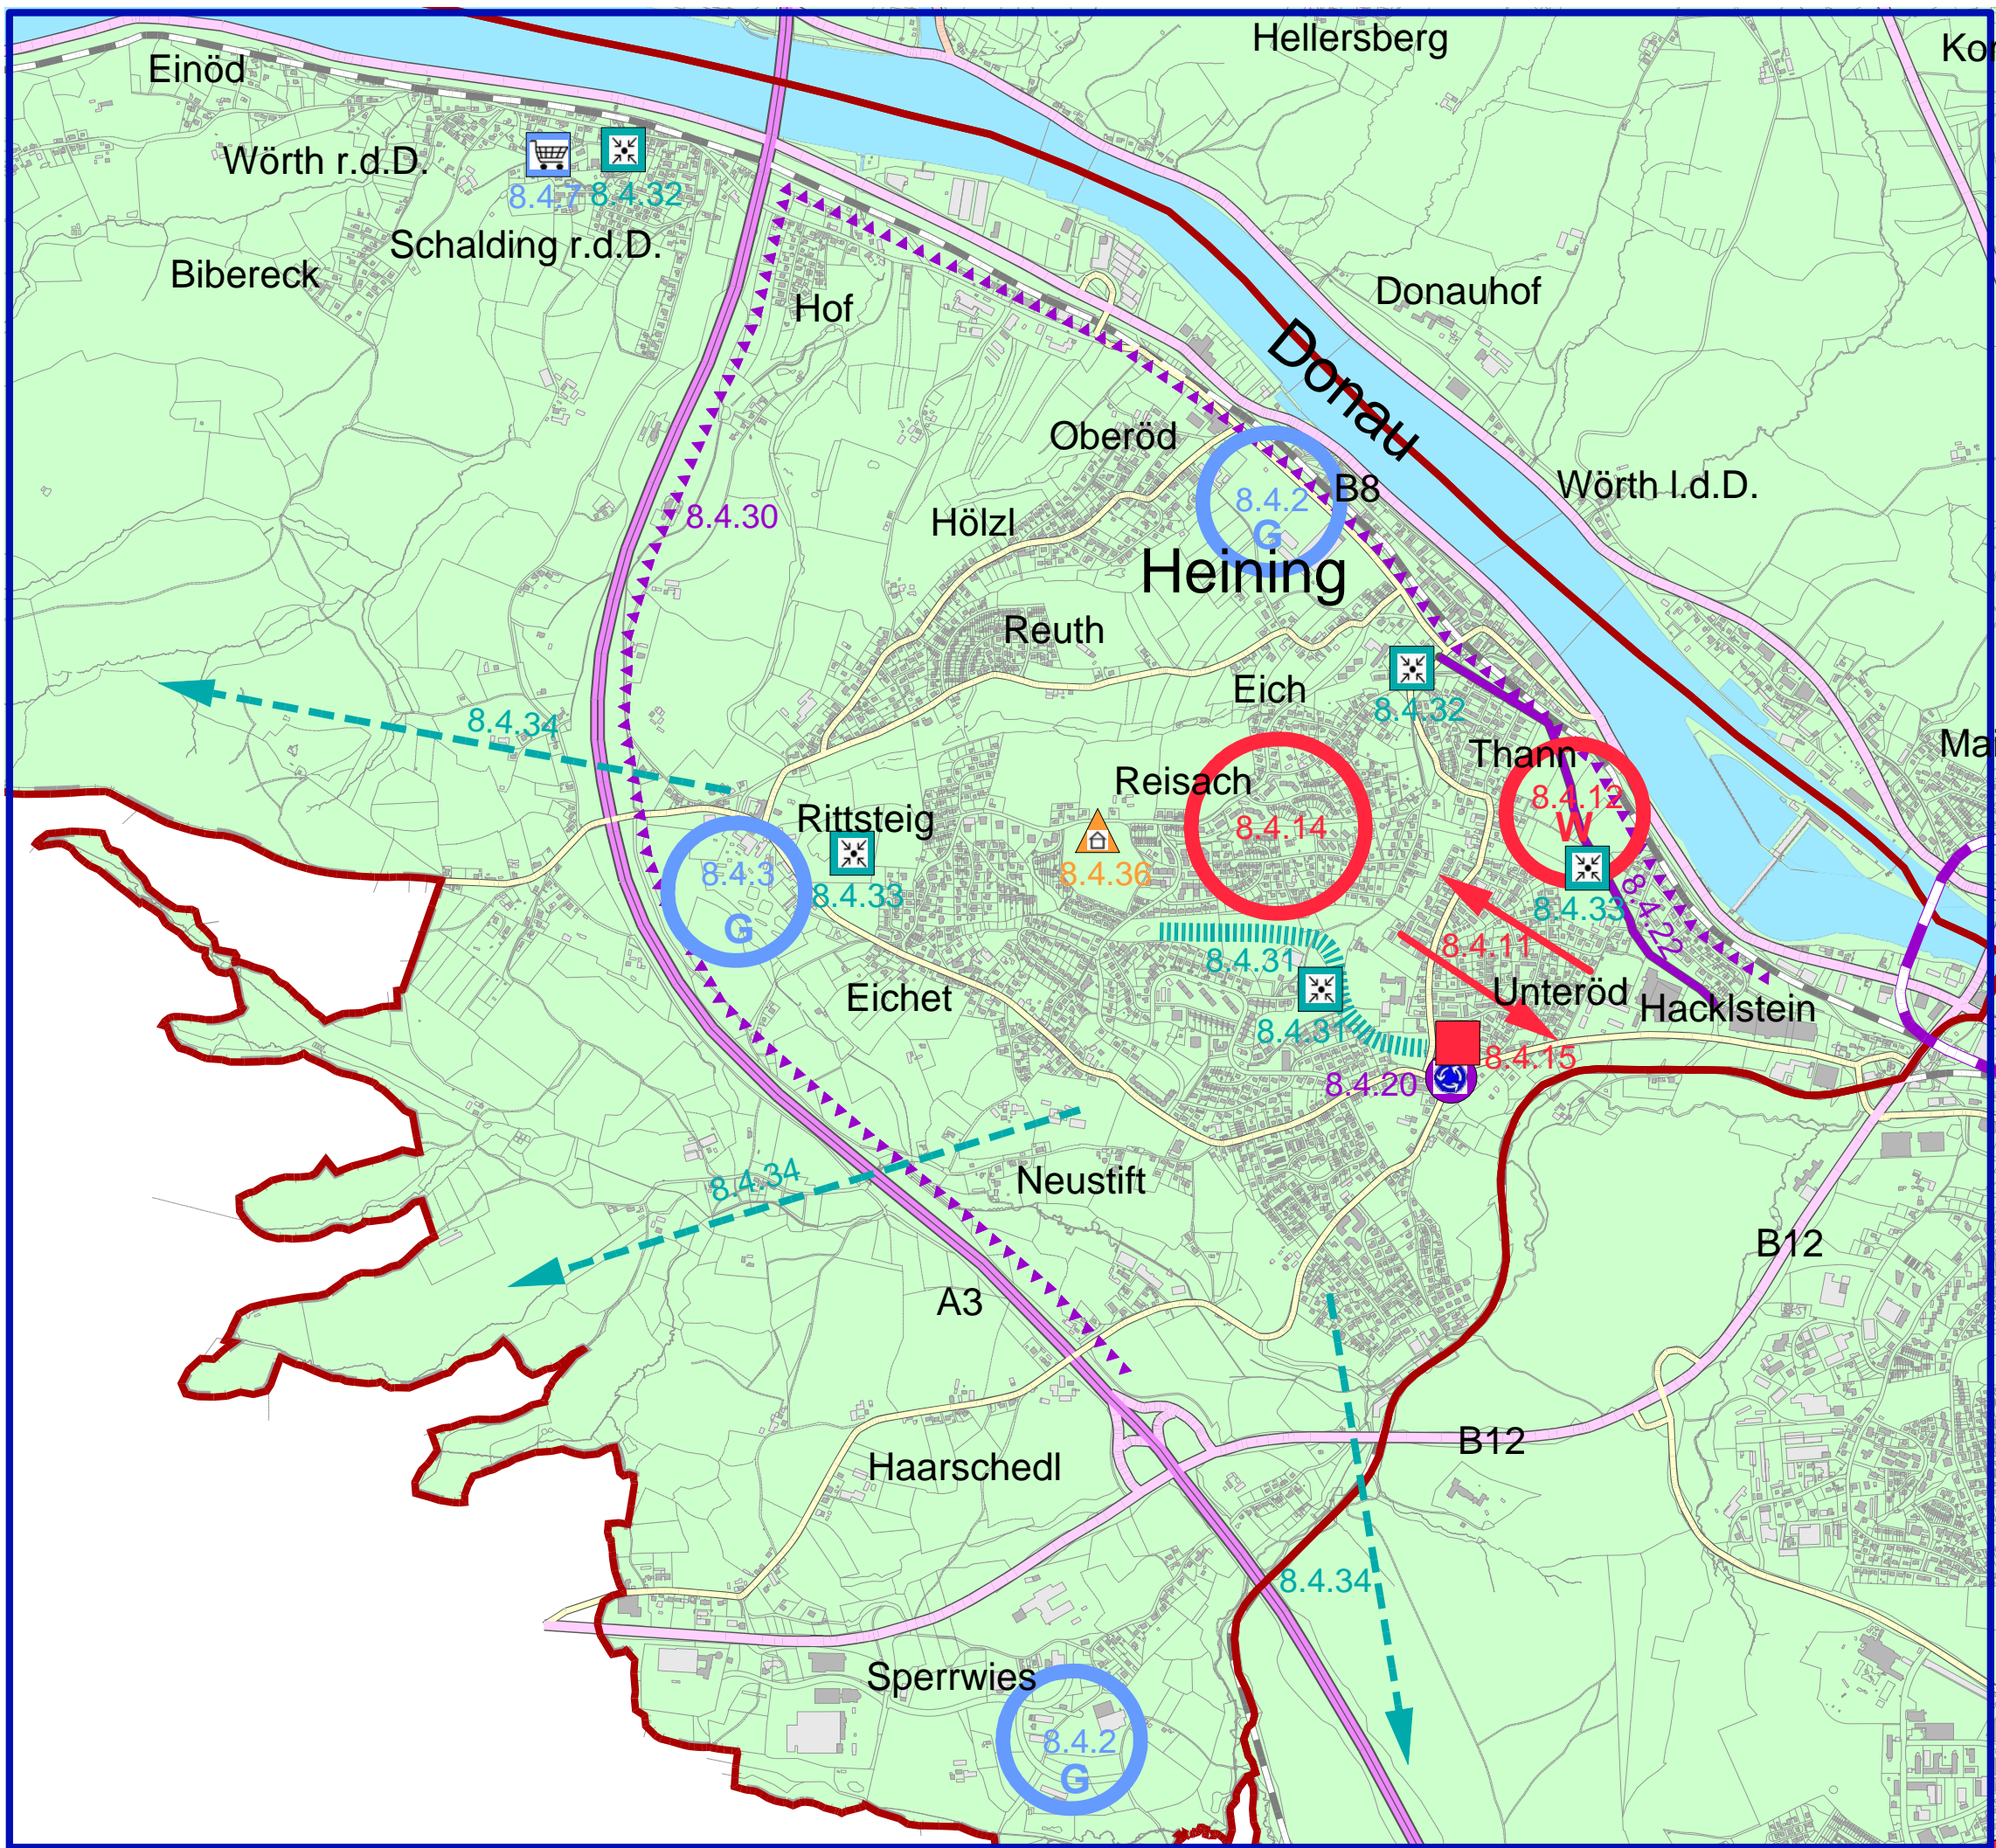 Hellersberg
Kor
Einöd
Wörth r.d.D.
8.4.7
8.4.32
Schalding r.d.D.
Bibereck
Hof
Donauhof
Donau
Oberöd
8.4.2
G
B8
Wörth l.d.D.
8.4.30
Hölzl
Heining
Reuth
Eich
8.4.32
8.4.34
Thann
Mai
Reisach
8.4.12
W
Rittsteig
8.4.14
8.4.3
G
8.4.33
8.4.36
8.4.33
8.4.22
8.4.11
8.4.31
Eichet
Unteröd
Hacklstein
8.4.31
8.4.15
8.4.20
8.4.34
Neustift
B12
A3
B12
Haarschedl
8.4.34
Sperrwies
8.4.2
G